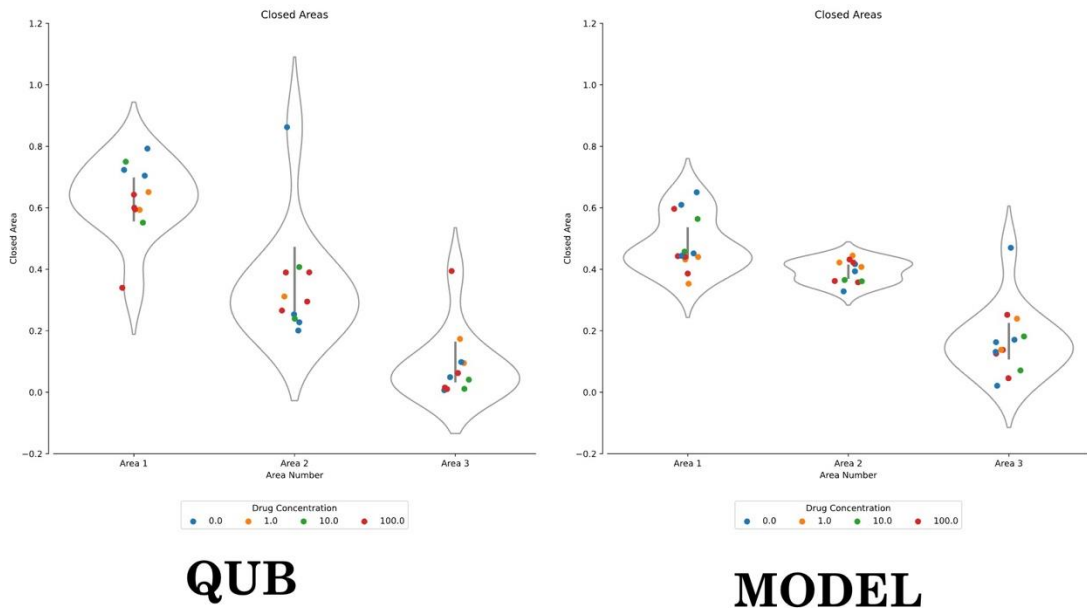 Closed Areas
1.2
1.0
0.8
0.6
0.4
0.2
0.0
−0.2
Closed Area
Area 1
Area 2
Area 3
Area Number
Drug Concentration
0.0
1.0
10.0
100.0
QUB
Closed Areas
1.2
1.0
0.8
0.6
0.4
0.2
0.0
−0.2
Closed Area
Area 1
Area 2
Area 3
Area Number
Drug Concentration
0.0
1.0
10.0
100.0
MODEL